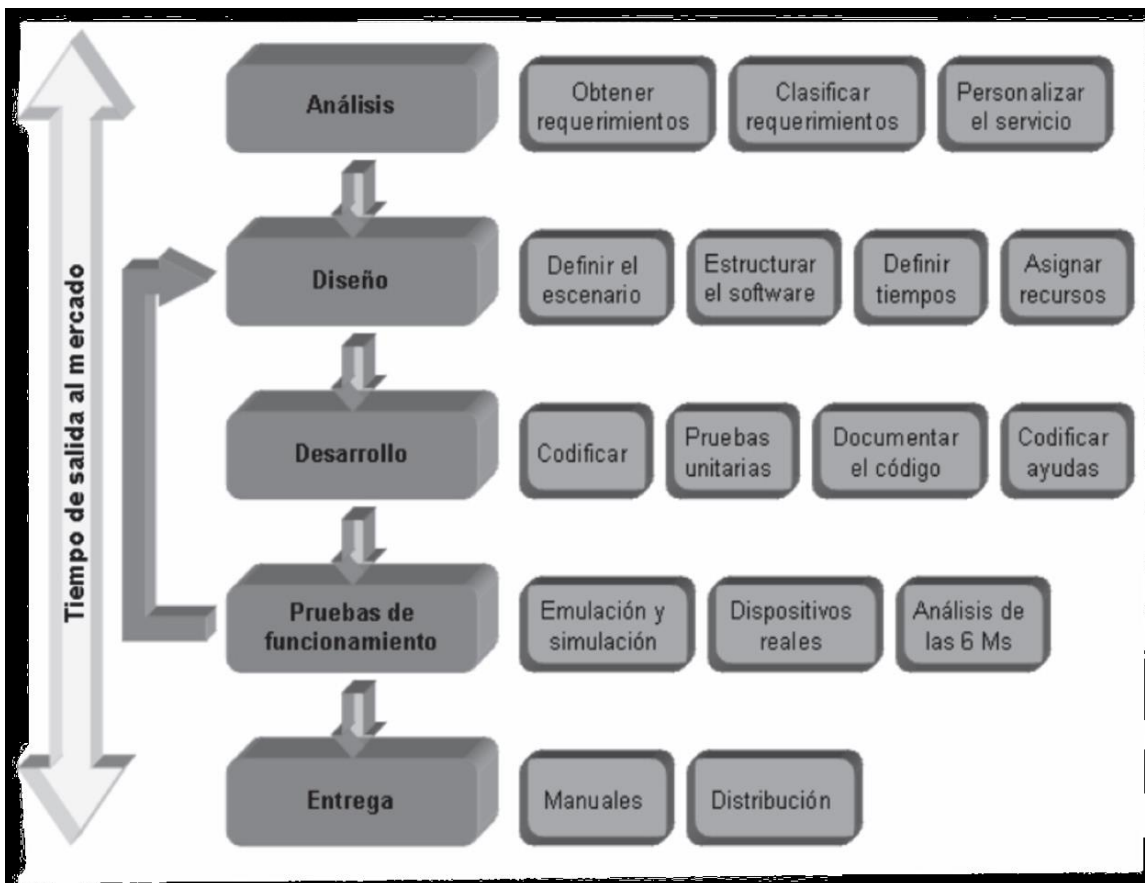 Tiempo de salida al mercado
Análisis
Obtener
requerimientos
Clasificar
requerimientos
Personalizar
el servicio
Diseño
Definir el
escenario
Estructurar
el software
Definir
tiempos
Asignar
recursos
Desarrollo
Codificar
Pruebas
unitarias
Documentar
el código
Codificar
ayudas
Pruebas de
funcionamiento
Emulación y
simulación
Dispositivos
reales
Análisis de
las 6 Ms
Entrega
Manuales
Distribución